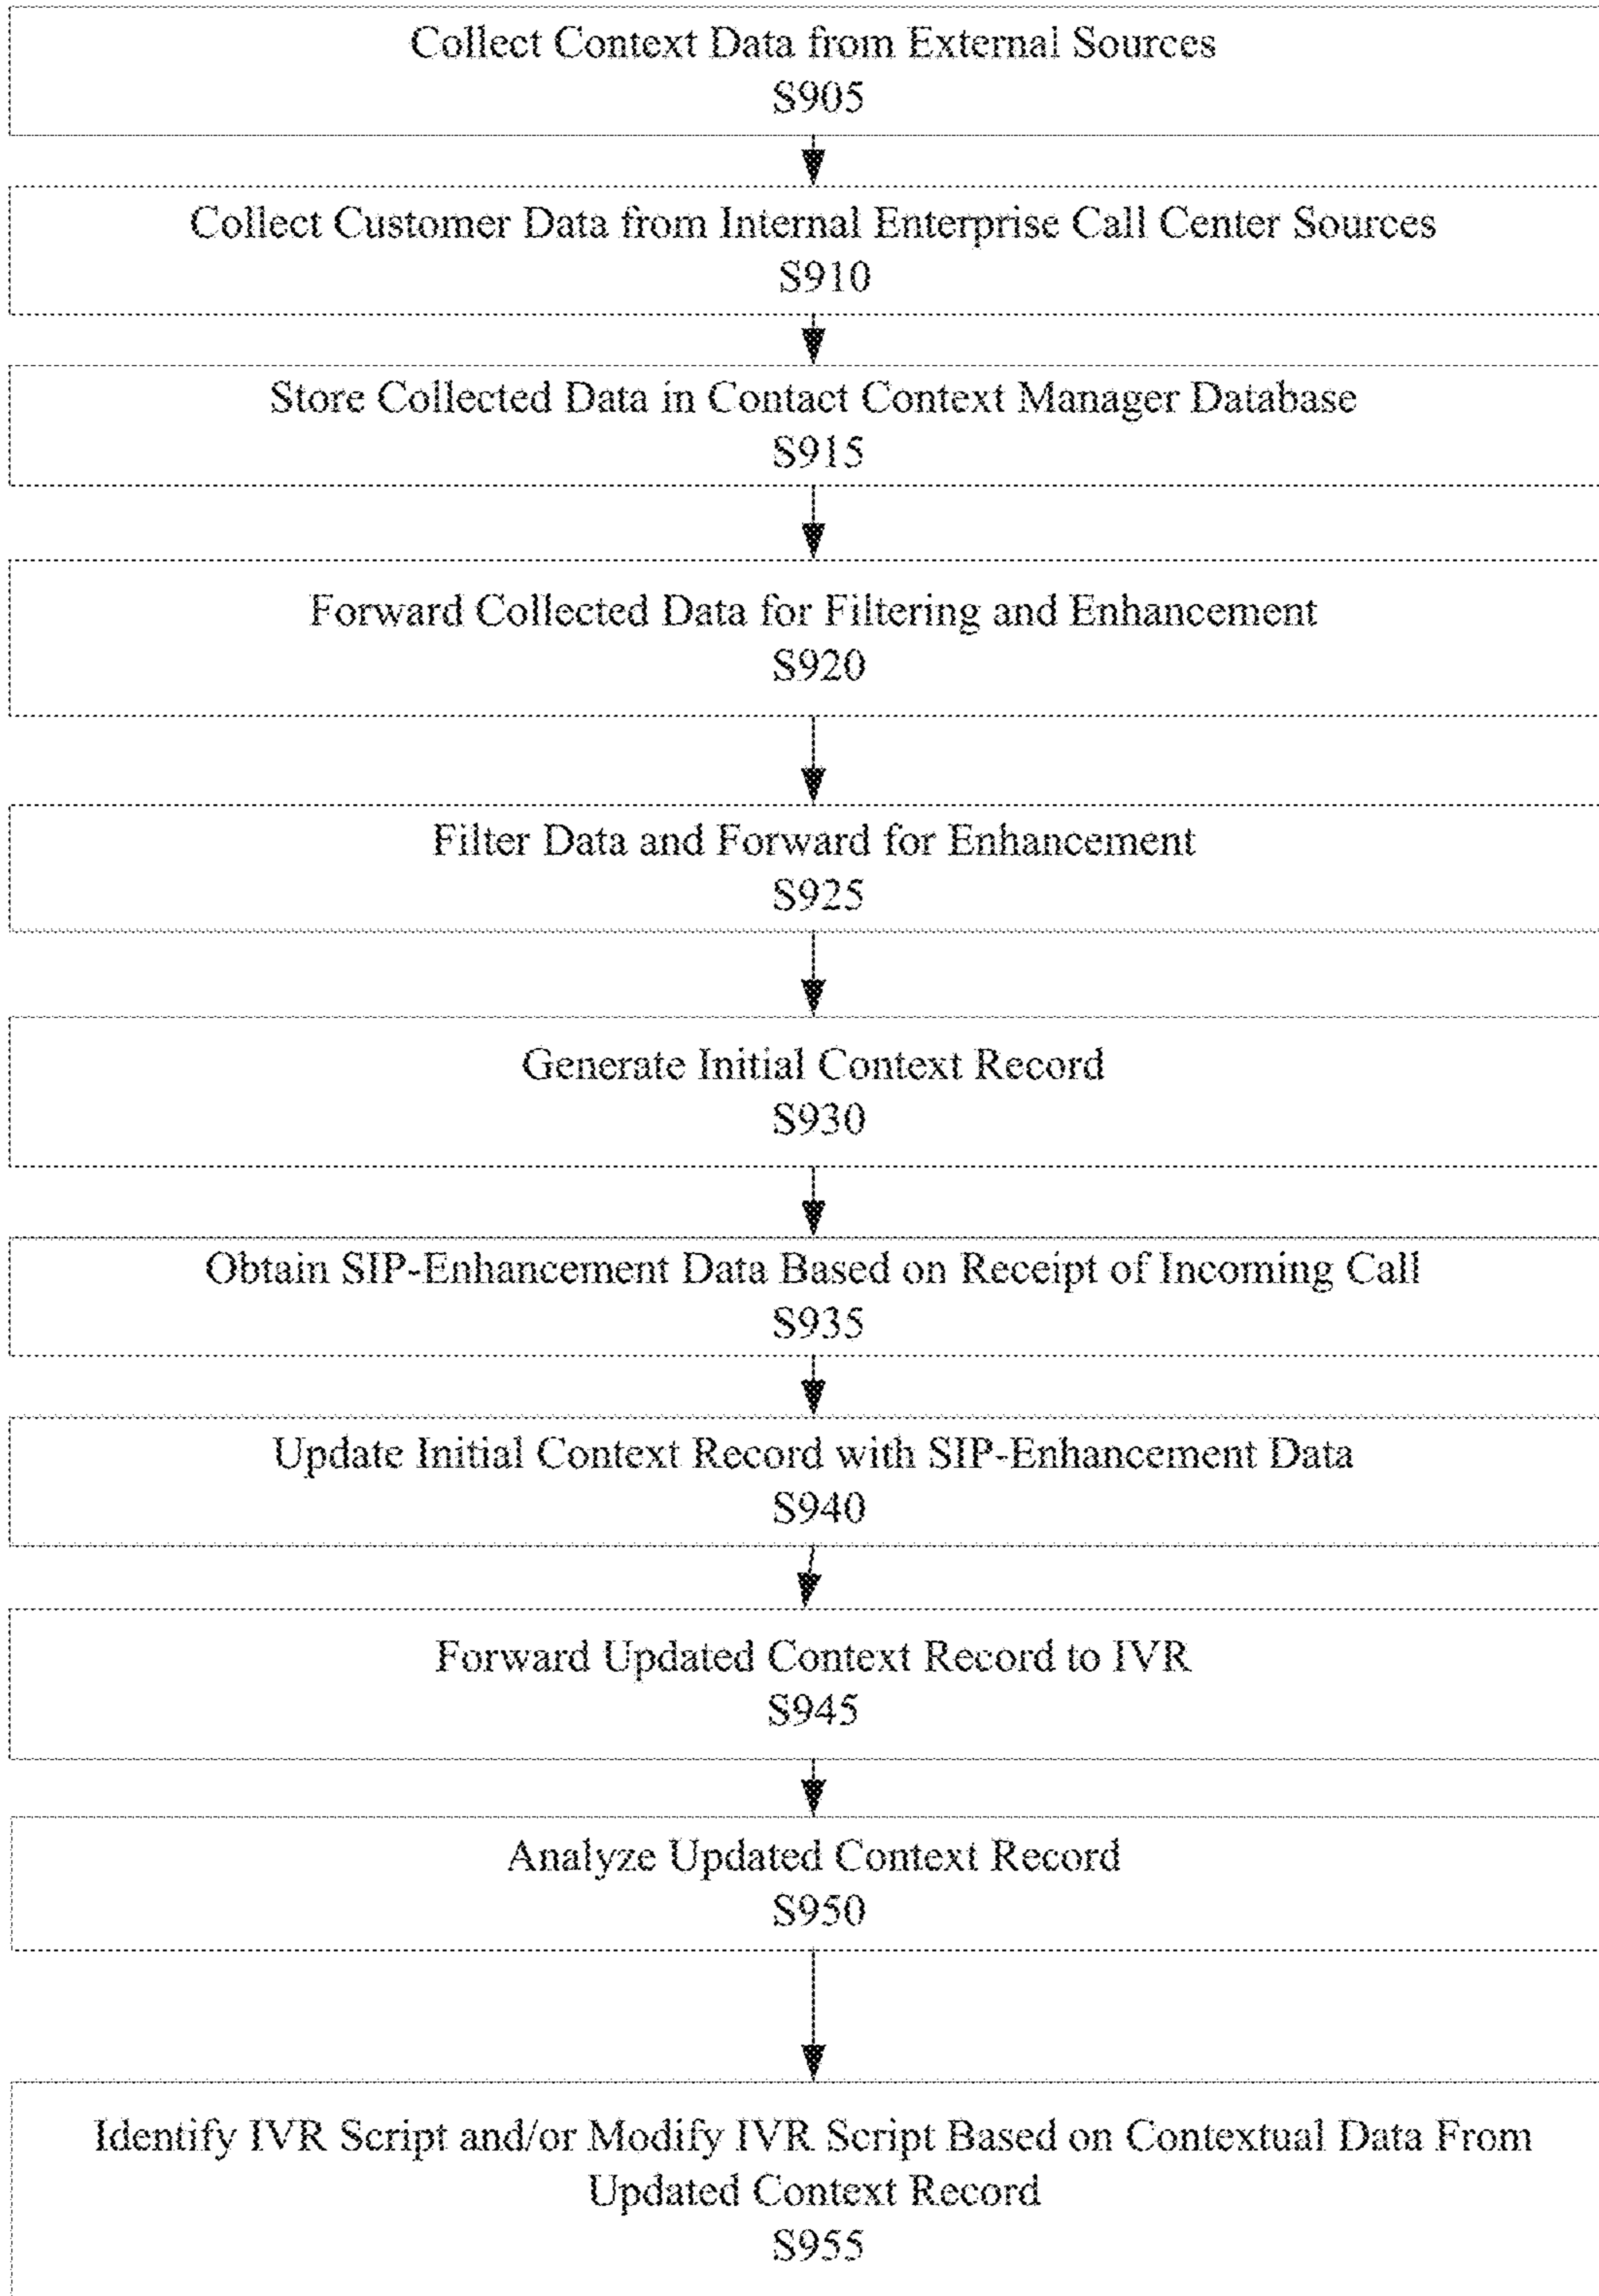 Collect Context Data from External Sources
S905
Collect Customer Data from Internal Enterprise Call Center Sources
S910
Store Collected Data in Contact Context Manager Database
S915
Forward Collected Data for Filtering and Enhancement
S920
Filter Data and Forward for Enhancement
S925
Generate Initial Context Record
S930
Obtain SIP-Enhancement Data Based on Receipt of Incoming Call
S935
Update Initial Context Record with SIP-Enhancement Data
S940
Forward Updated Context Record to IVR
S945
Analyze Updated Context Record
S950
Identify IVR Script and/or Modify IVR Script Based on Contextual Data From
Updated Context Record
S955